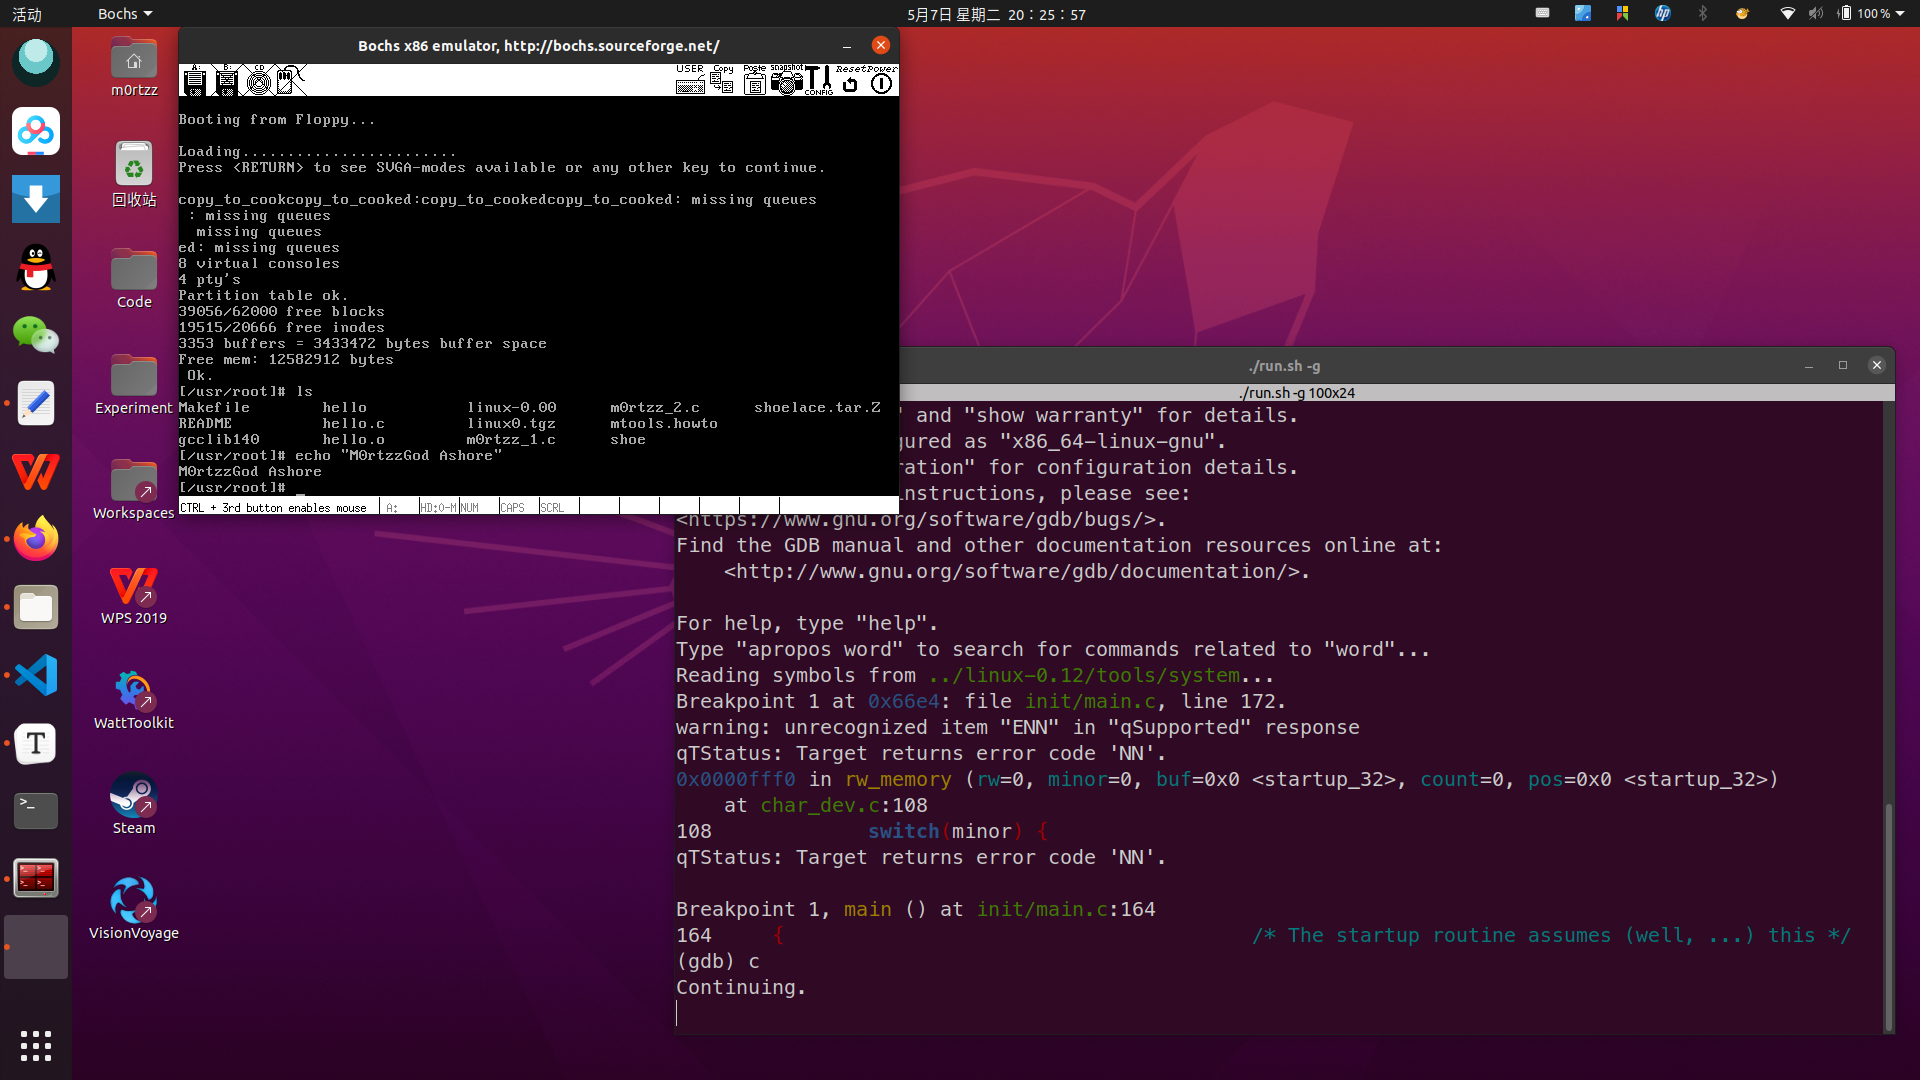 活动
Bochs
5月7日 星期二 20：25：57
100 %
m0rtzz
回收站
Code
Experiment
Workspaces
WPS 2019
WattToolkit
Steam
VisionVoyage
Bochs x86 emulator, http://bochs.sourceforge.net/
A: B: CD USER Copy Paste snapshot CONFIG Reset Power
Booting from Floppy...
Loading........................
Press <RETURN> to see SVGA-modes available or any other key to continue.
copy_to_cookcopy_to_cooked:copy_to_cookedcopy_to_cooked: missing queues
: missing queues
missing queues
ed: missing queues
8 virtual consoles
4 pty's
Partition table ok.
39056/62000 free blocks
19515/20666 free inodes
3353 buffers = 3433472 bytes buffer space
Free mem: 12582912 bytes
Ok.
[/usr/root]# ls
Makefile hello linux-0.00 m0rtzz_2.c shoelace.tar.Z
README hello.c linux0.tgz mtools.howto
gcclib140 hello.o m0rtzz_1.c shoe
[/usr/root]# echo "M0rtzzGod Ashore"
M0rtzzGod Ashore
[/usr/root]# _
CTRL + 3rd button enables mouse A: HD:0-M NUM CAPS SCRL
./run.sh -g
./run.sh -g 100x24
" and "show warranty" for details.
gured as "x86_64-linux-gnu".
ration" for configuration details.
instructions, please see:
<https://www.gnu.org/software/gdb/bugs/>.
Find the GDB manual and other documentation resources online at:
<http://www.gnu.org/software/gdb/documentation/>.
For help, type "help".
Type "apropos word" to search for commands related to "word"...
Reading symbols from ../linux-0.12/tools/system...
Breakpoint 1 at 0x66e4: file init/main.c, line 172.
warning: unrecognized item "ENN" in "qSupported" response
qTStatus: Target returns error code 'NN'.
0x0000fff0 in rw_memory (rw=0, minor=0, buf=0x0 <startup_32>, count=0, pos=0x0 <startup_32>)
at char_dev.c:108
108 switch(minor) {
qTStatus: Target returns error code 'NN'.
Breakpoint 1, main () at init/main.c:164
164 { /* The startup routine assumes (well, ...) this */
(gdb) c
Continuing.